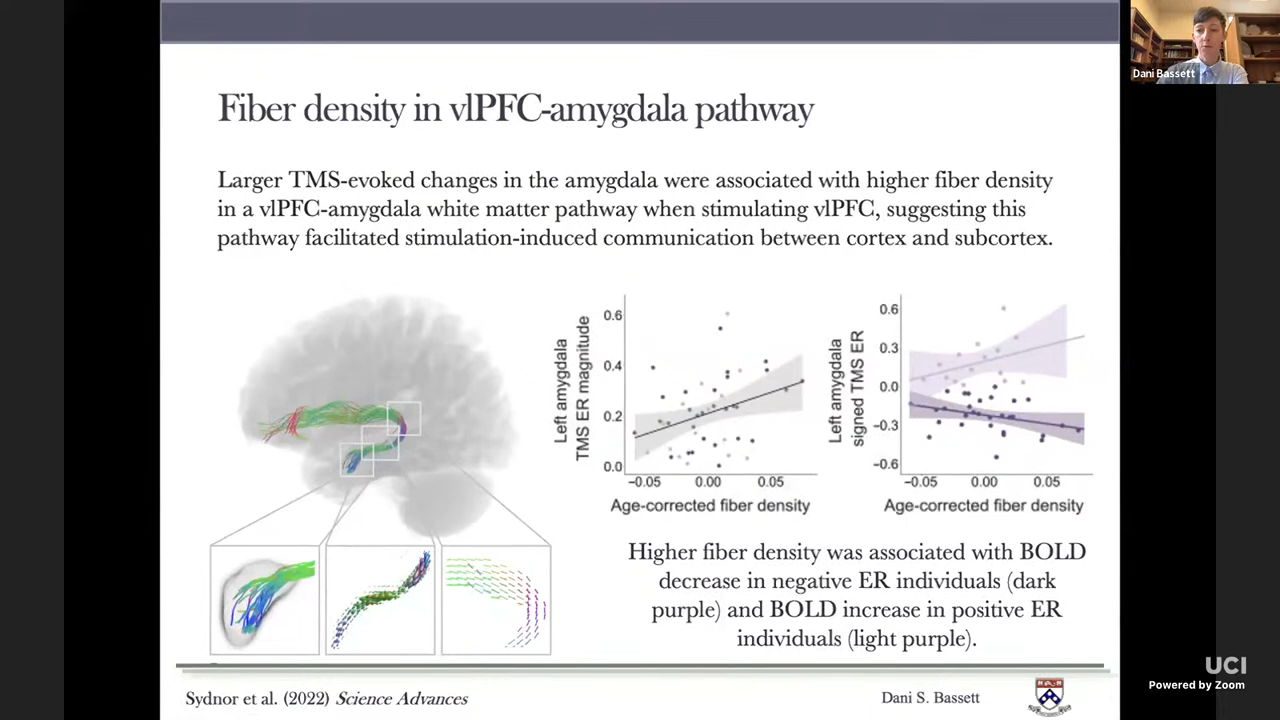 Dani Bassett
Fiber density in vlPFC-amygdala pathway
Larger TMS-evoked changes in the amygdala were associated with higher fiber density
in a vlPFC-amygdala white matter pathway when stimulating vlPFC, suggesting this
pathway facilitated stimulation-induced communication between cortex and subcortex.
Left amygdala
TMS ER magnitude
0.6
0.4
0.2
0.0
−0.05 0.00 0.05
Age-corrected fiber density
Left amygdala
signed TMS ER
0.6
0.3
0.0
−0.3
−0.6
−0.05 0.00 0.05
Age-corrected fiber density
Higher fiber density was associated with BOLD
decrease in negative ER individuals (dark
purple) and BOLD increase in positive ER
individuals (light purple).
Sydnor et al. (2022) Science Advances
Dani S. Bassett
UCI
Powered by Zoom